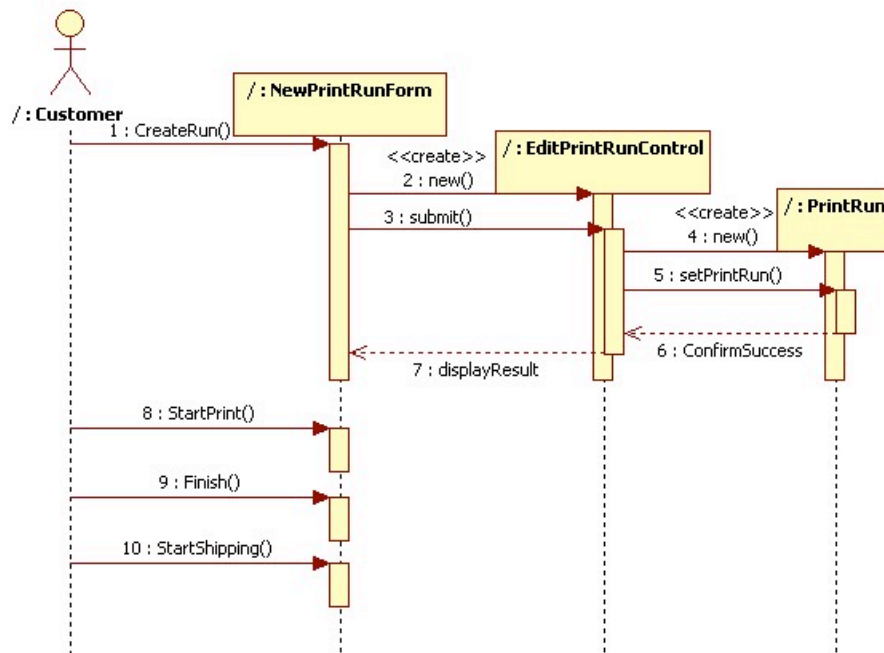 / : Customer
/ : NewPrintRunForm
1 : CreateRun()
<<create>>
2 : new()
/ : EditPrintRunControl
3 : submit()
<<create>>
4 : new()
/ : PrintRun
5 : setPrintRun()
6 : ConfirmSuccess
7 : displayResult
8 : StartPrint()
9 : Finish()
10 : StartShipping()